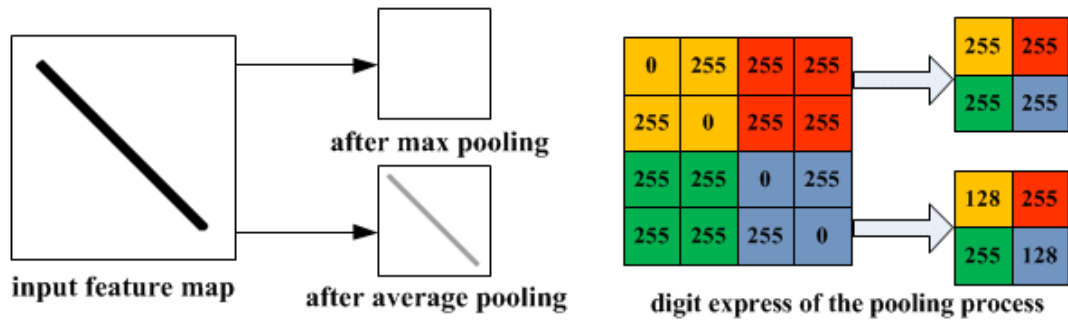 input feature map
after max pooling
after average pooling
0 255 255 255
255 0 255 255
255 255 0 255
255 255 255 0
255 255
255 255
128 255
255 128
digit express of the pooling process